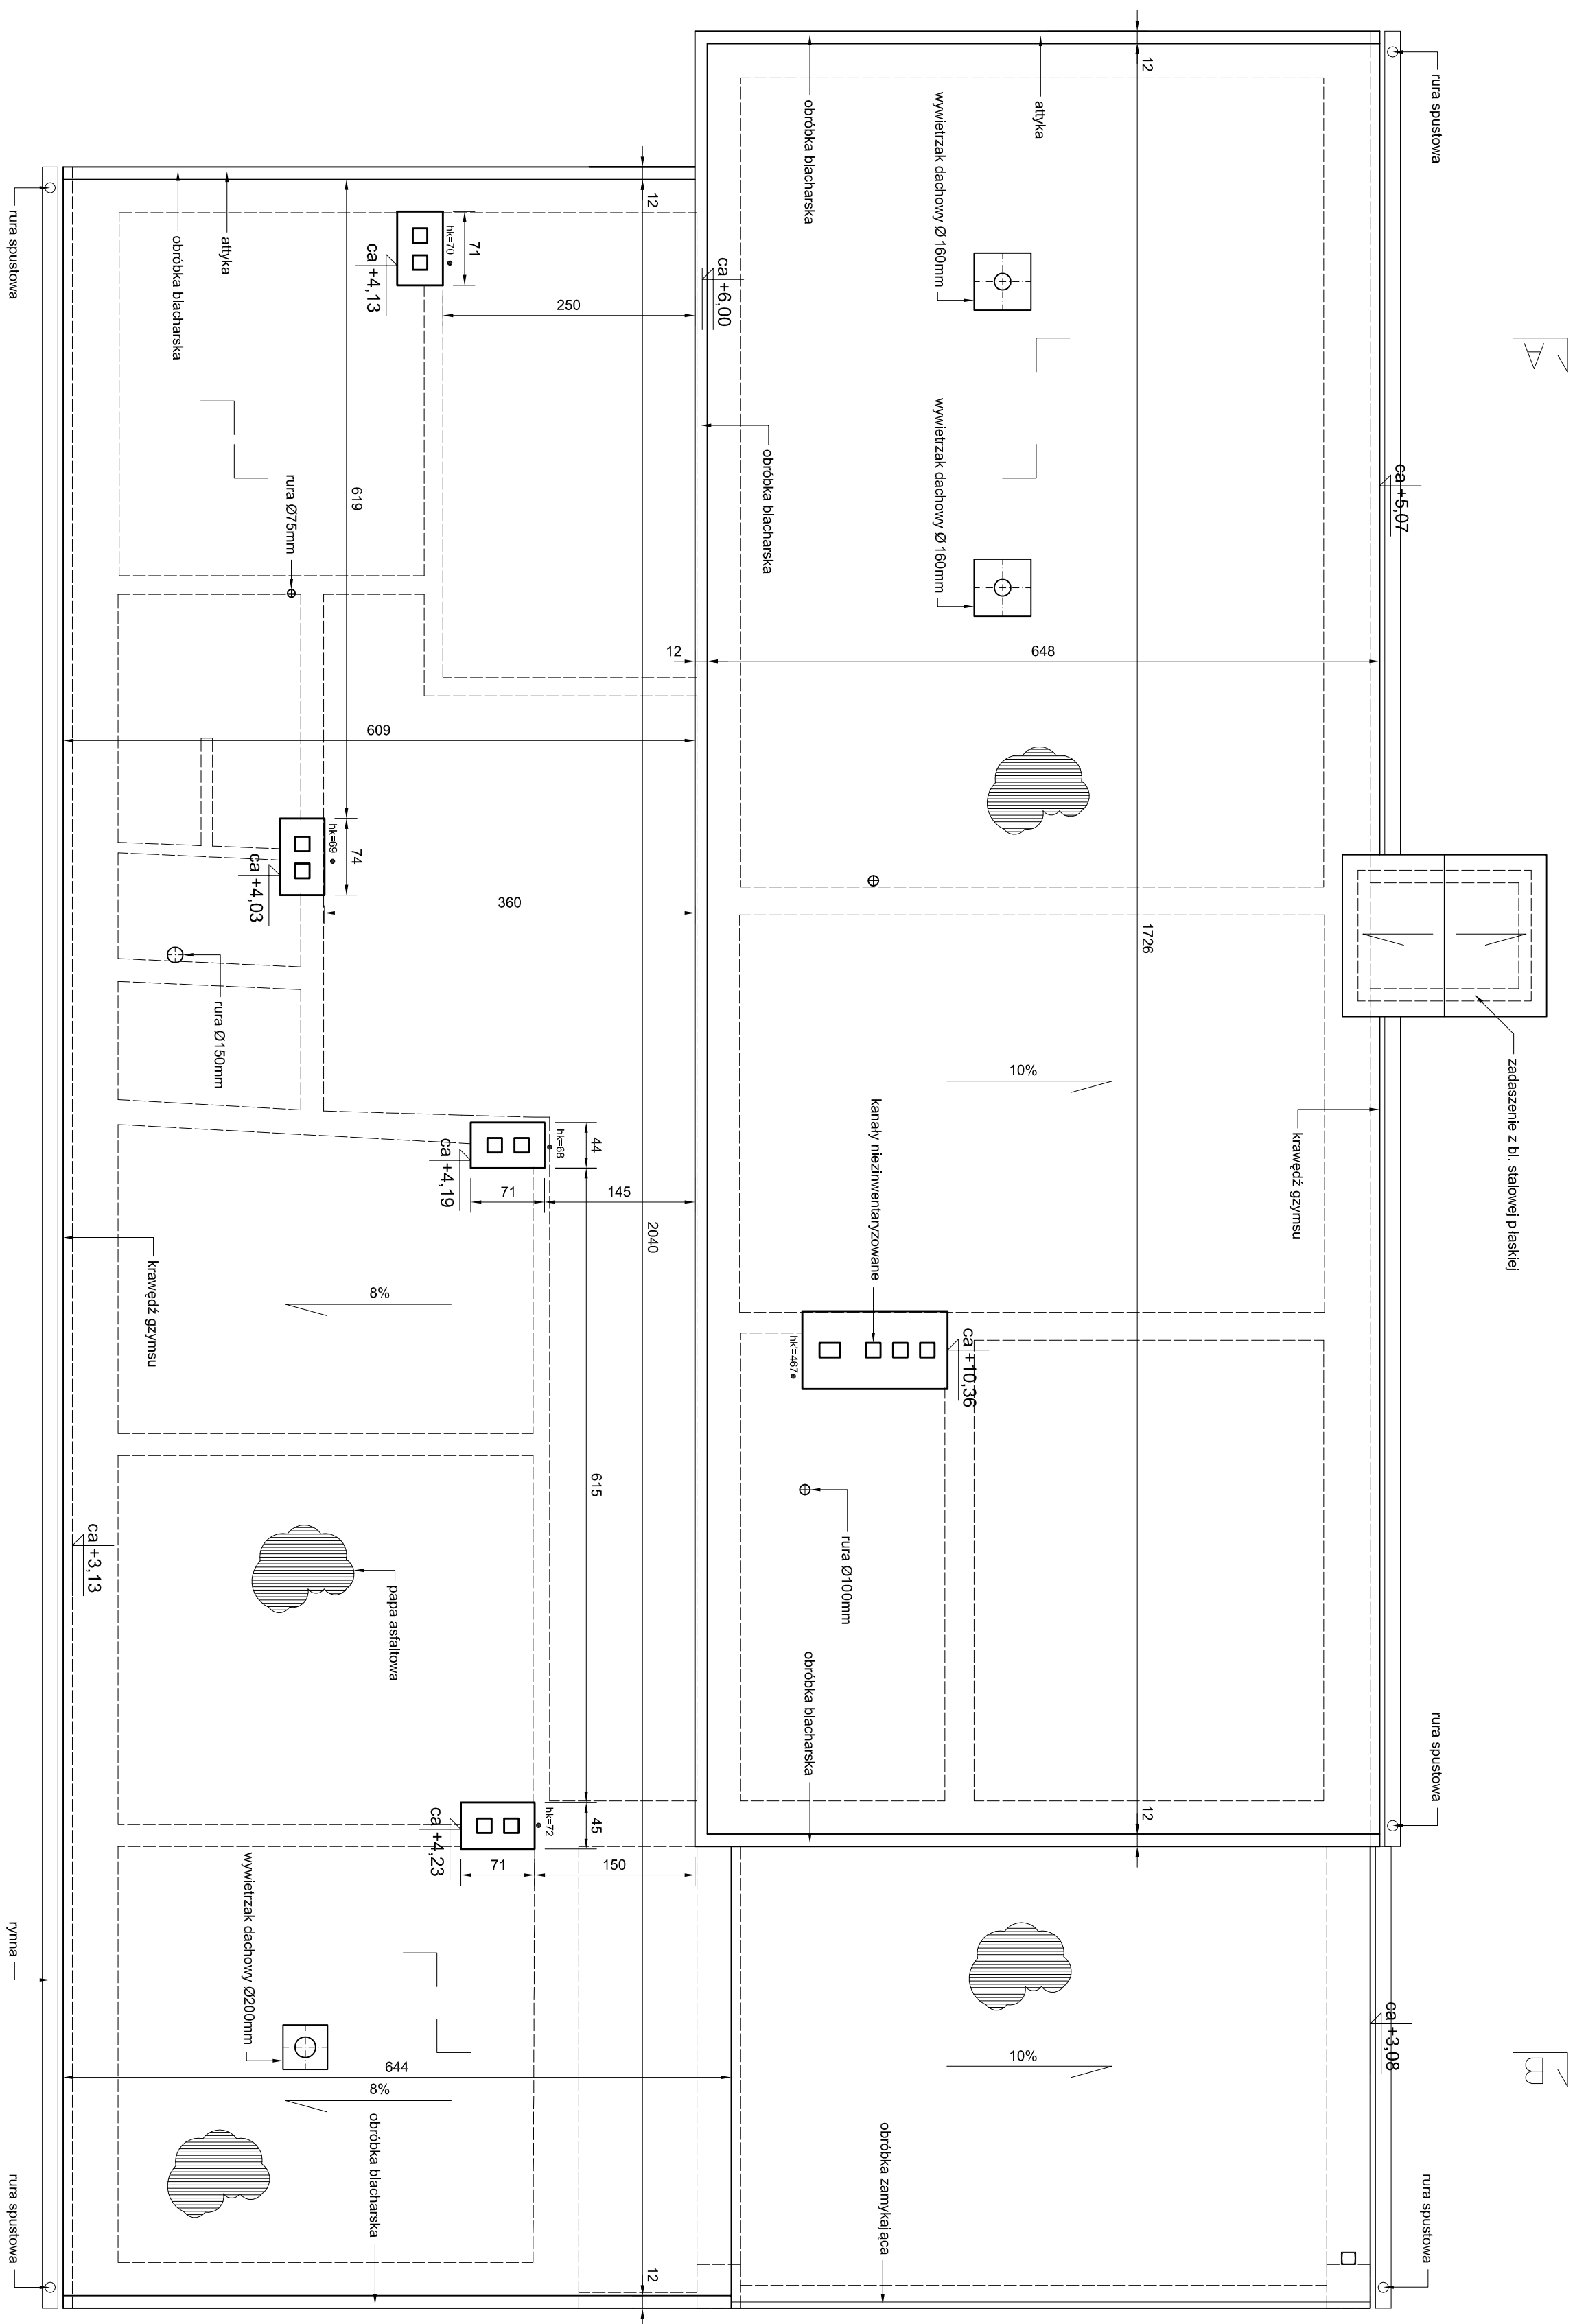 A
B
rura spustowa
rura spustowa
rura spustowa
zadaszenie z bl. stalowej płaskiej
ca +5,07
ca +3,08
krawędź gzymsu
12
1726
12
attyka
648
10%
10%
wywietrzak dachowy Ø160mm
wywietrzak dachowy Ø160mm
ca +10,36
kanały niezinwentaryzowane
hk'=467
rura Ø100mm
obróbka blacharska
obróbka blacharska
obróbka blacharska
obróbka zamykająca
12
ca +6,00
12
2040
12
250
71
hk=70
ca +4,13
619
609
74
hk=69
ca +4,03
360
44
hk=68
ca +4,19
71
145
615
45
hk=72
ca +4,23
71
150
644
8%
8%
rura Ø75mm
rura Ø150mm
attyka
obróbka blacharska
krawędź gzymsu
papa asfaltowa
wywietrzak dachowy Ø200mm
obróbka blacharska
ca +3,13
rura spustowa
rynna
rura spustowa